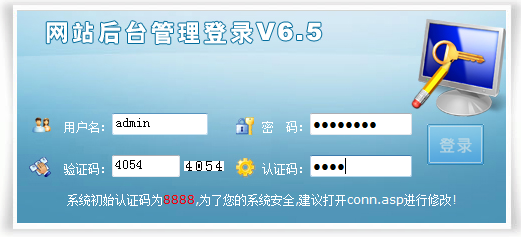 网站后台管理登录V6.5
用户名: admin 密 码: ●●●●●●●●
登录
验证码: 4054 4054 认证码: ●●●●
系统初始认证码为8888,为了您的系统安全,建议打开conn.asp进行修改!